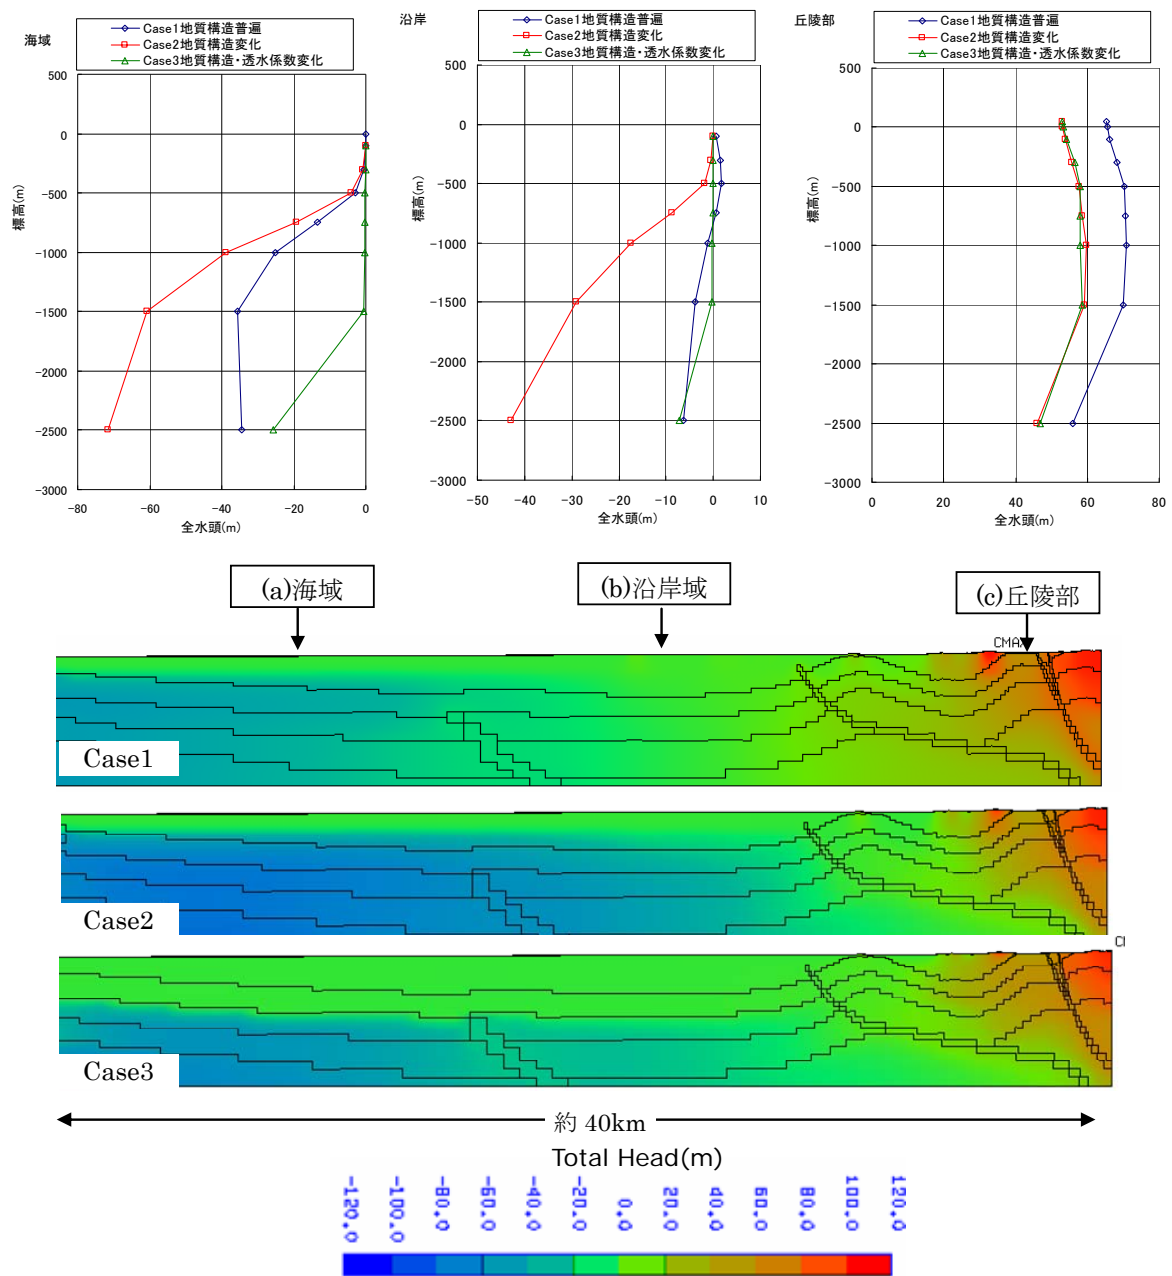 海域
Case1地質構造普遍
Case2地質構造変化
Case3地質構造・透水係数変化
500
0
-500
-1000
-1500
-2000
-2500
-3000
標高(m)
-80
-60
-40
-20
0
全水頭(m)
沿岸
Case1地質構造普遍
Case2地質構造変化
Case3地質構造・透水係数変化
500
0
-500
-1000
-1500
-2000
-2500
-3000
標高(m)
-50
-40
-30
-20
-10
0
10
全水頭(m)
丘陵部
Case1地質構造普遍
Case2地質構造変化
Case3地質構造・透水係数変化
500
0
-500
-1000
-1500
-2000
-2500
-3000
標高(m)
0
20
40
60
80
全水頭(m)
(a)海域
(b)沿岸域
(c)丘陵部
CMAX
Case1
Case2
CI
Case3
約 40km
Total Head(m)
-120.0
-100.0
-80.0
-60.0
-40.0
-20.0
0.0
20.0
40.0
60.0
80.0
100.0
120.0